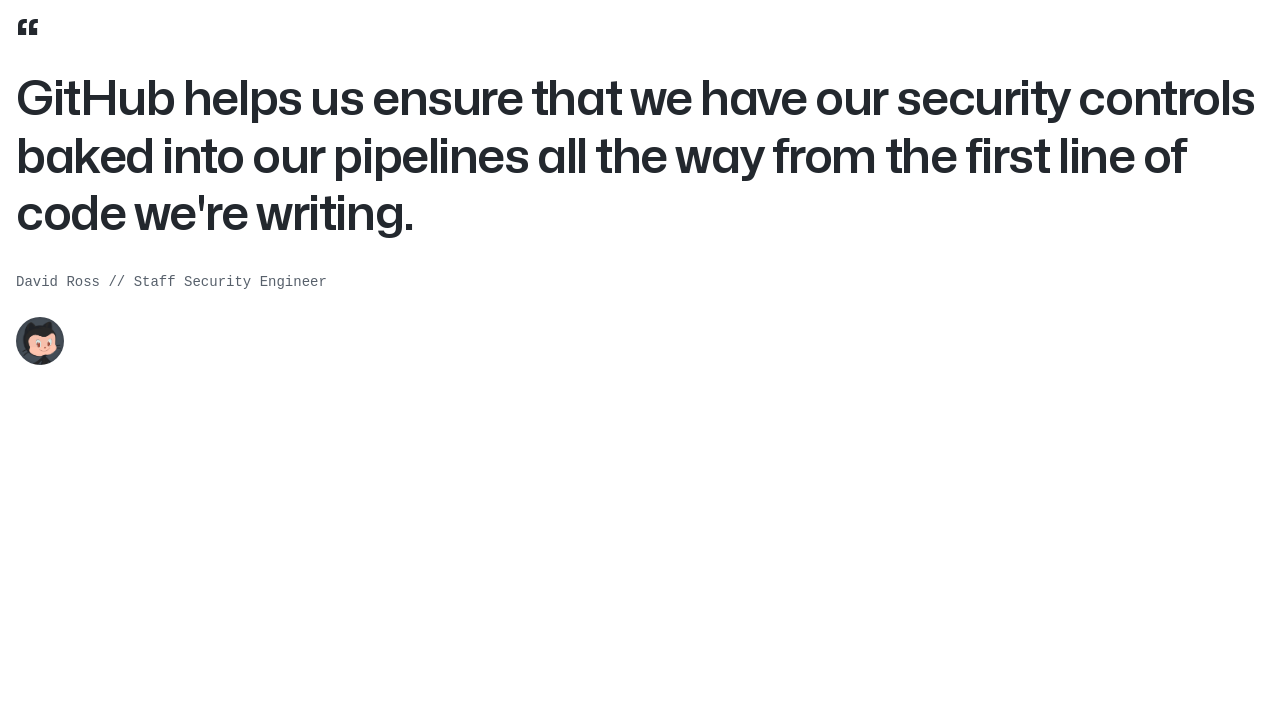 “
GitHub helps us ensure that we have our security controls
baked into our pipelines all the way from the first line of
code we're writing.
David Ross // Staff Security Engineer